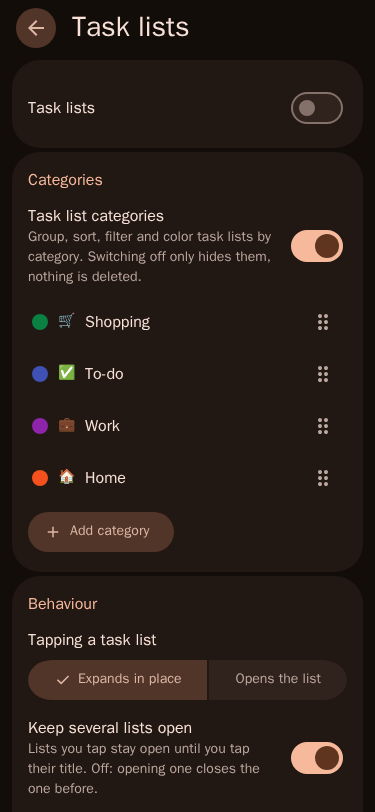 Task lists
Task lists
Categories
Task list categories
Group, sort, filter and color task lists by
category. Switching off only hides them,
nothing is deleted.
Shopping
To-do
Work
Home
Add category
Behaviour
Tapping a task list
Expands in place
Opens the list
Keep several lists open
Lists you tap stay open until you tap
their title. Off: opening one closes the
one before.